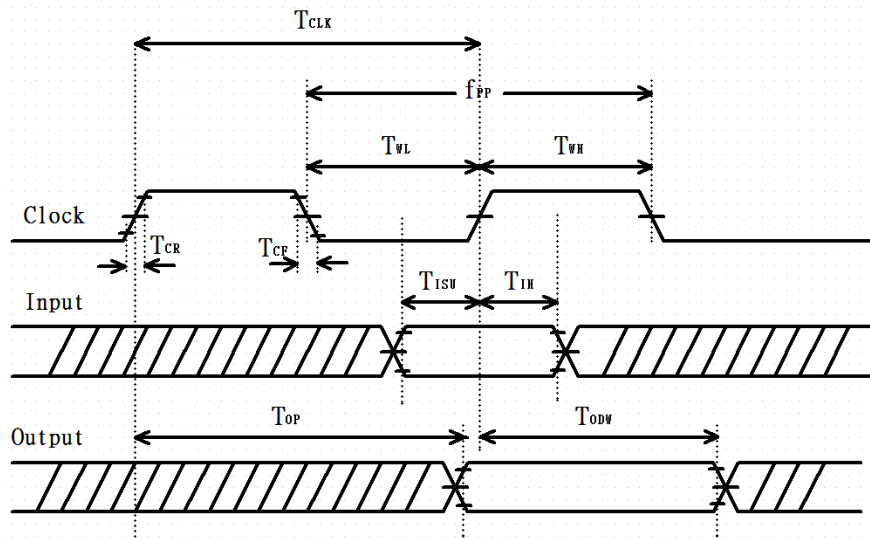 TCLK
fPP
TWL
TWH
Clock
TCR
TCF
TISU
TIH
Input
TOP
TODW
Output